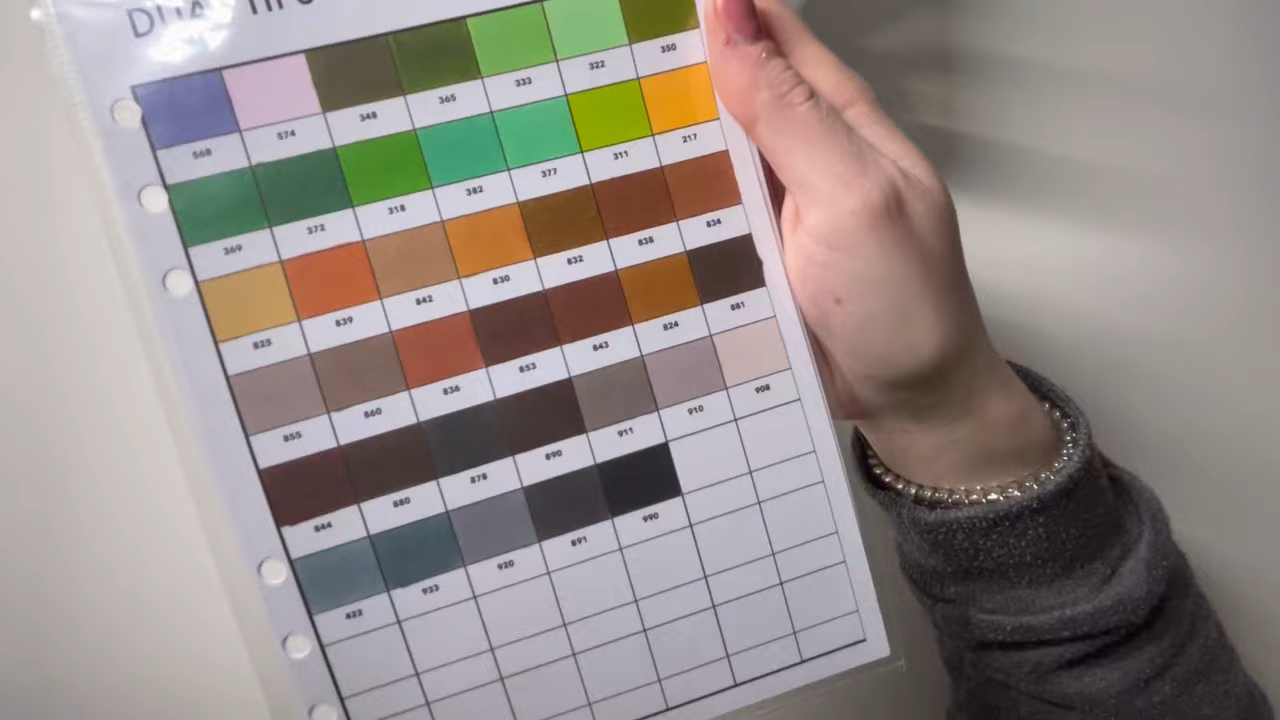 568 574 348 365 333 322 350
369 372 318 382 377 311 217
825 839 842 830 832 838 834
855 860 836 853 843 824 881
844 880 878 890 911 910 908
422 933 920 891 990